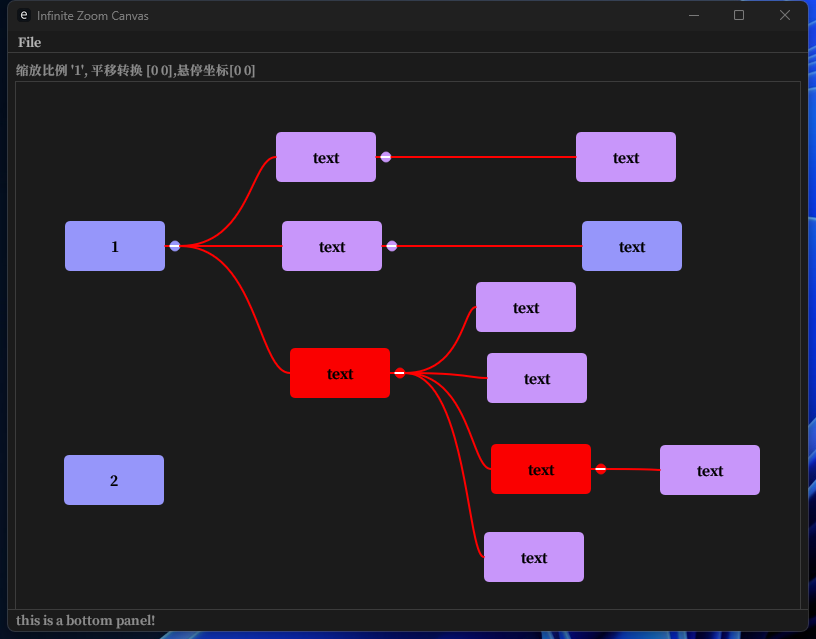 e Infinite Zoom Canvas
File
缩放比例 '1', 平移转换 [0 0],悬停坐标[0 0]
text
text
1
text
text
text
text
text
text
text
2
text
this is a bottom panel!